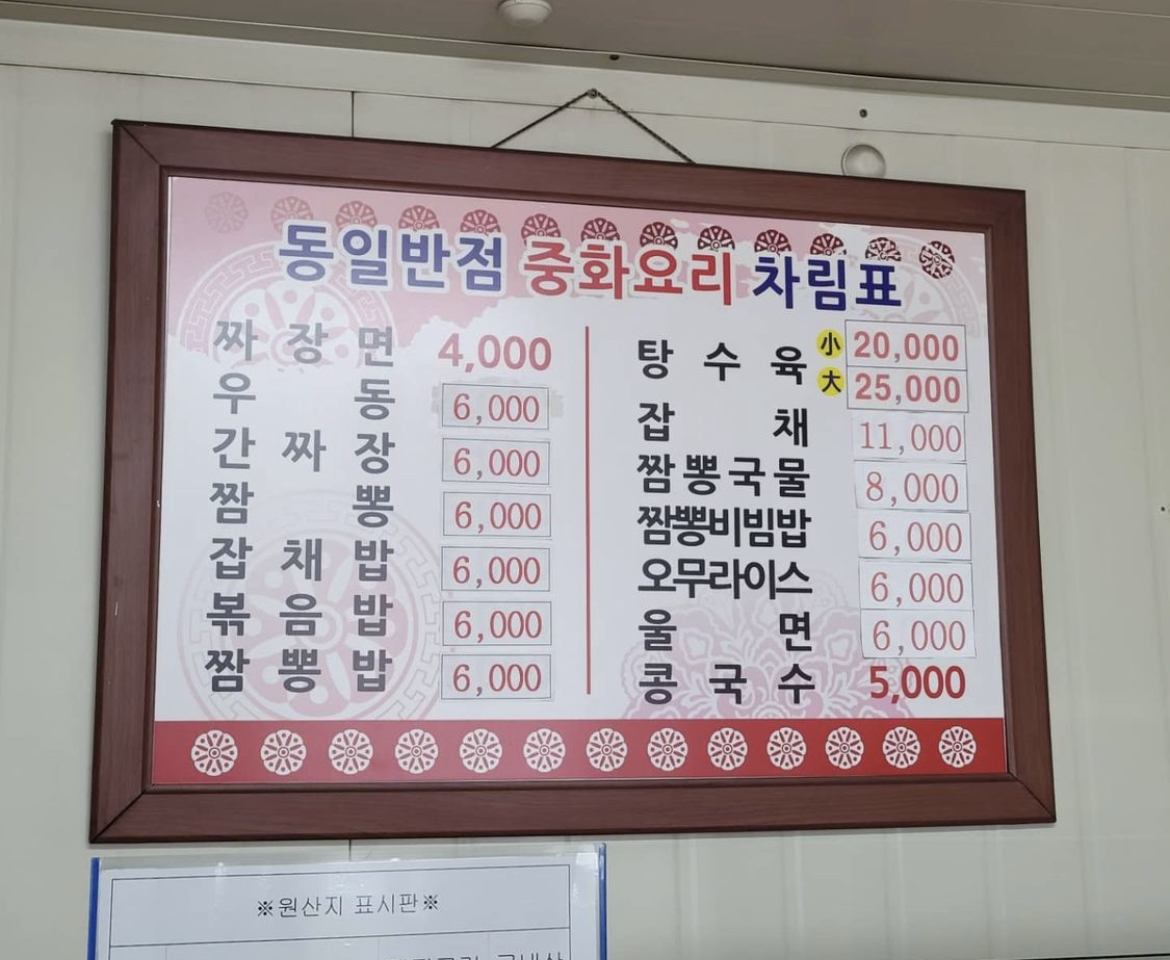 동일반점 중화요리 차림표
짜장면 4,000
우동 6,000
간짜장 6,000
짬뽕 6,000
잡채밥 6,000
볶음밥 6,000
짬뽕밥 6,000
탕수육 小 20,000
大 25,000
잡채 11,000
짬뽕국물 8,000
짬뽕비빔밥 6,000
오무라이스 6,000
울면 6,000
콩국수 5,000
※원산지 표시판※